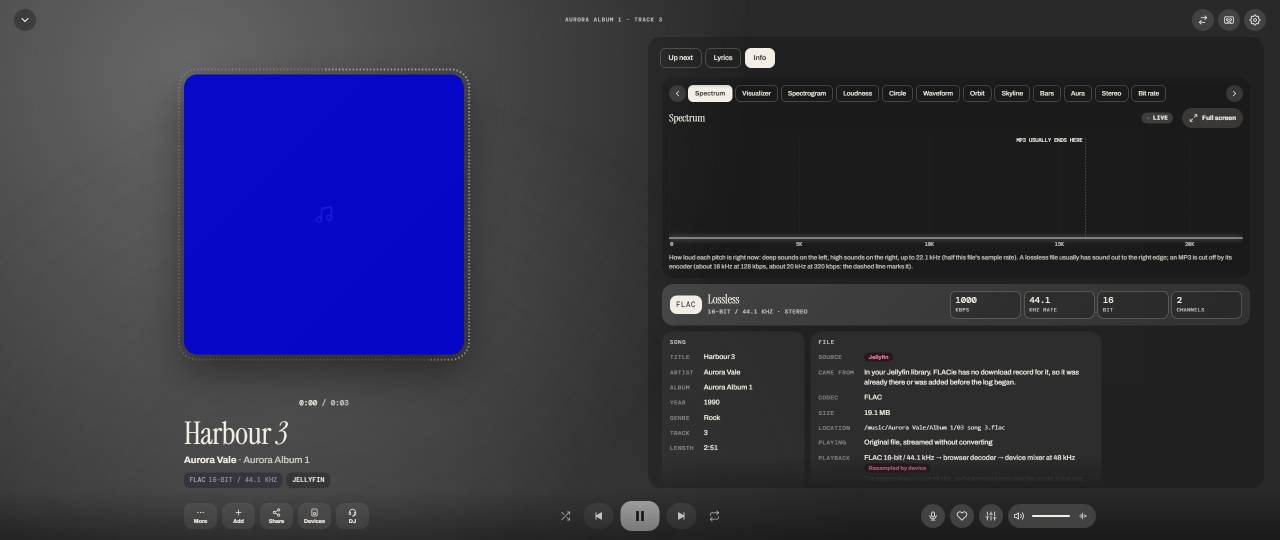 AURORA ALBUM 1 · TRACK 3
0:00 / 0:03
Harbour 3
Aurora Vale · Aurora Album 1
FLAC 16-BIT / 44.1 KHZ JELLYFIN
More Add Share Devices DJ
Up next Lyrics Info
Spectrum Visualizer Spectrogram Loudness Circle Waveform Orbit Skyline Bars Aura Stereo Bit rate
Spectrum
LIVE
Full screen
MP3 USUALLY ENDS HERE
0 5K 10K 15K 20K
How loud each pitch is right now: deep sounds on the left, high sounds on the right, up to 22.1 kHz (half this file's sample rate). A lossless file usually has sound out to the right edge; an MP3 is cut off by its
encoder (about 16 kHz at 128 kbps, about 20 kHz at 320 kbps: the dashed line marks it).
FLAC
Lossless
16-BIT / 44.1 KHZ · STEREO
1000 KBPS
44.1 KHZ RATE
16 BIT
2 CHANNELS
SONG
TITLE Harbour 3
ARTIST Aurora Vale
ALBUM Aurora Album 1
YEAR 1990
GENRE Rock
TRACK 3
LENGTH 2:51
FILE
SOURCE Jellyfin
CAME FROM In your Jellyfin library. FLACie has no download record for it, so it was
already there or was added before the log began.
CODEC FLAC
SIZE 19.1 MB
LOCATION /music/Aurora Vale/Album 1/03 song 3.flac
PLAYING Original file, streamed without converting
PLAYBACK FLAC 16-bit / 44.1 kHz → browser decoder → device mixer at 48 kHz
Resampled by device